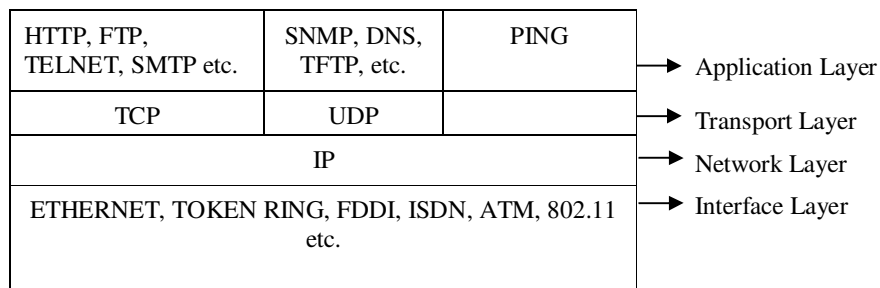 HTTP, FTP,
TELNET, SMTP etc.
SNMP, DNS,
TFTP, etc.
PING
Application Layer
TCP
UDP
Transport Layer
IP
Network Layer
ETHERNET, TOKEN RING, FDDI, ISDN, ATM, 802.11
etc.
Interface Layer